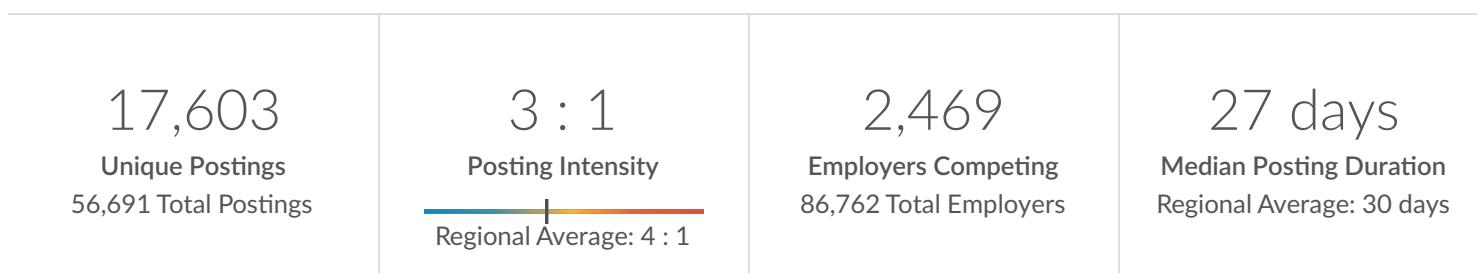 17,603
Unique Postings
56,691 Total Postings
3 : 1
Posting Intensity
Regional Average: 4 : 1
2,469
Employers Competing
86,762 Total Employers
27 days
Median Posting Duration
Regional Average: 30 days